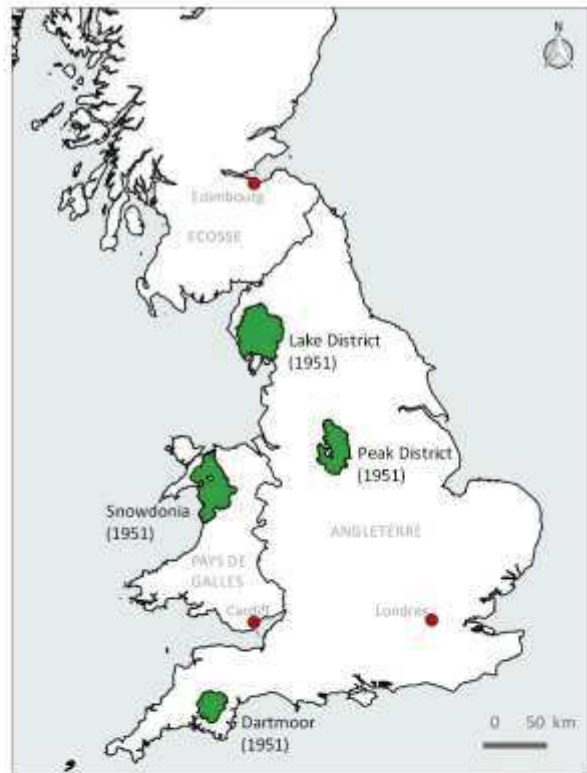 N
Edimbourg
ECOSSE
Lake District
(1951)
Peak District
(1951)
Snowdonia
(1951)
ANGLETERRE
PAYS DE
GALLES
Cardiff
Londres
0 50 km
Dartmoor
(1951)